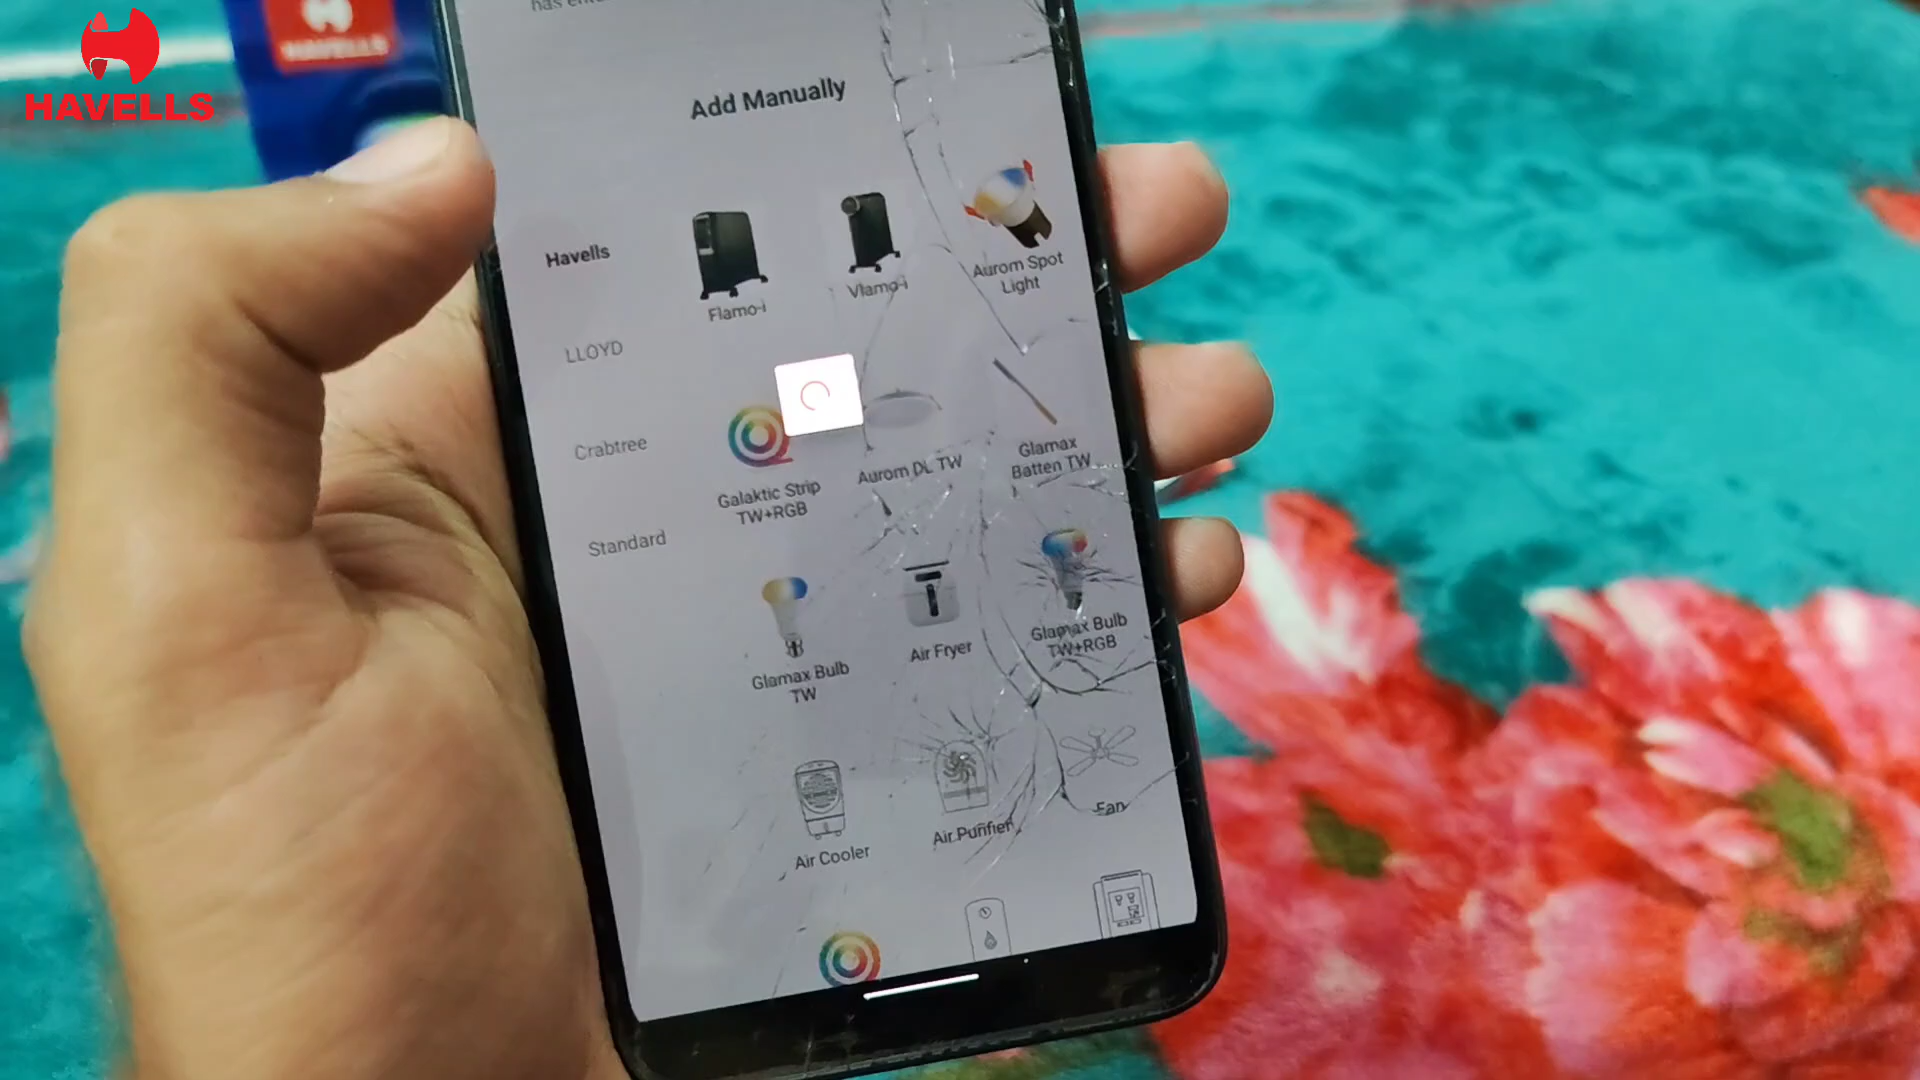 HAVELLS
HAVELLS
Add Manually
Havells
LLOYD
Crabtree
Standard
Flamo-i
Vlamo-i
Aurom Spot
Light
Galaktic Strip
TW+RGB
Aurom DL TW
Glamax
Batten TW
Glamax Bulb
TW
Air Fryer
Glamax Bulb
TW+RGB
Air Cooler
Air Purifier
Fan